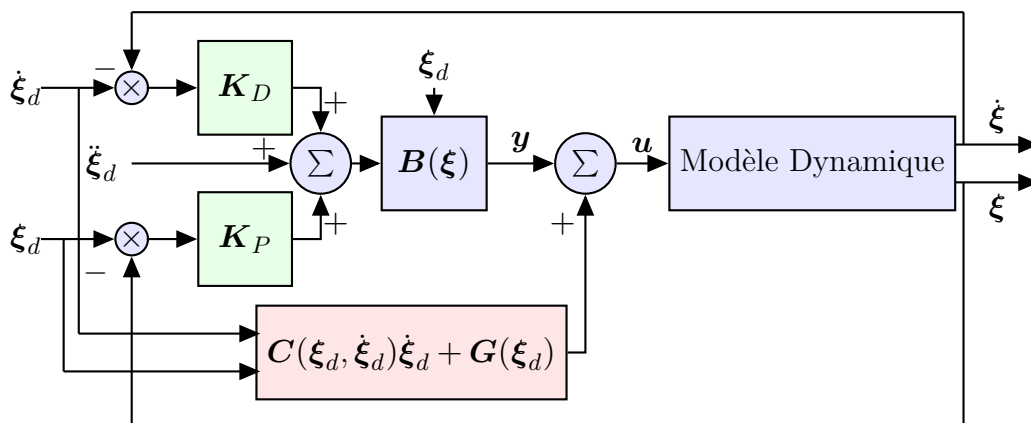 −
ξ̇_d
×
K_D
+
ξ_d
ξ̈_d
+
∑
B(ξ)
y
∑
u
Modèle Dynamique
ξ̇
ξ
ξ_d
×
−
K_P
+
+
C(ξ_d, ξ̇_d)ξ̇_d + G(ξ_d)